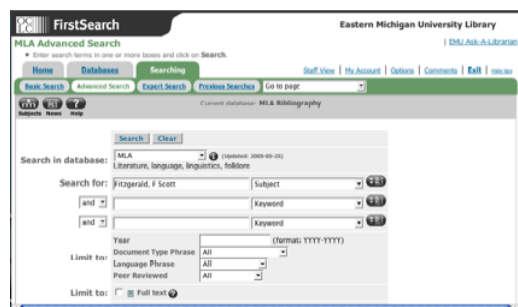 FirstSearch
Eastern Michigan University Library
MLA Advanced Search
EMU Ask-A-Librarian
• Enter search terms in one or more boxes and click on Search.
Home Databases Searching
Staff View | My Account | Options | Comments | Exit |
Basic Search Advanced Search Expert Search Previous Searches Go to page
Subjects News Help
Current database: MLA Bibliography
Search Clear
Search in database: MLA (Updated: 2005-05-25)
Literature, language, linguistics, folklore
Search for: Fitzgerald, F Scott Subject
and Keyword
and Keyword
Limit to:
Year (format: YYYY-YYYY)
Document Type Phrase All
Language Phrase All
Peer Reviewed All
Limit to: Full text